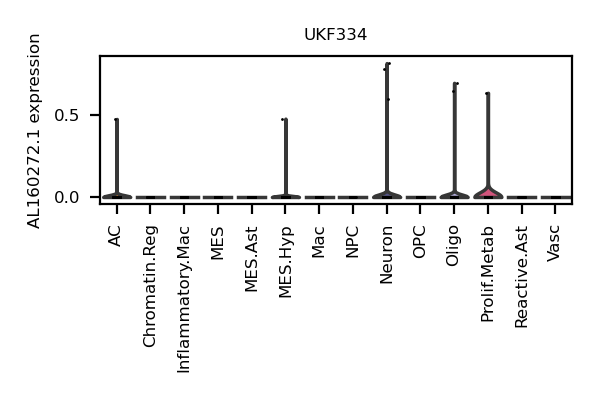 UKF334
AL160272.1 expression
0.5
0.0
AC
Chromatin.Reg
Inflammatory.Mac
MES
MES.Ast
MES.Hyp
Mac
NPC
Neuron
OPC
Oligo
Prolif.Metab
Reactive.Ast
Vasc